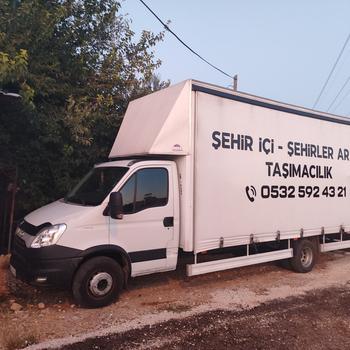 ŞEHİR İÇİ - ŞEHİRLER AR
TAŞIMACILIK
0532 592 43 21